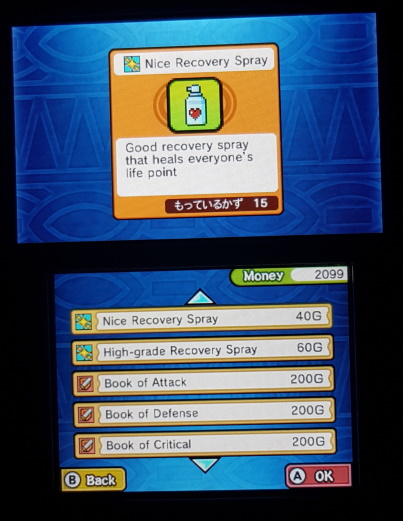 Nice Recovery Spray
Good recovery spray
that heals everyone's
life point
もっているかず 15
Money 2099
Nice Recovery Spray 40G
High-grade Recovery Spray 60G
Book of Attack 200G
Book of Defense 200G
Book of Critical 200G
B Back
A OK